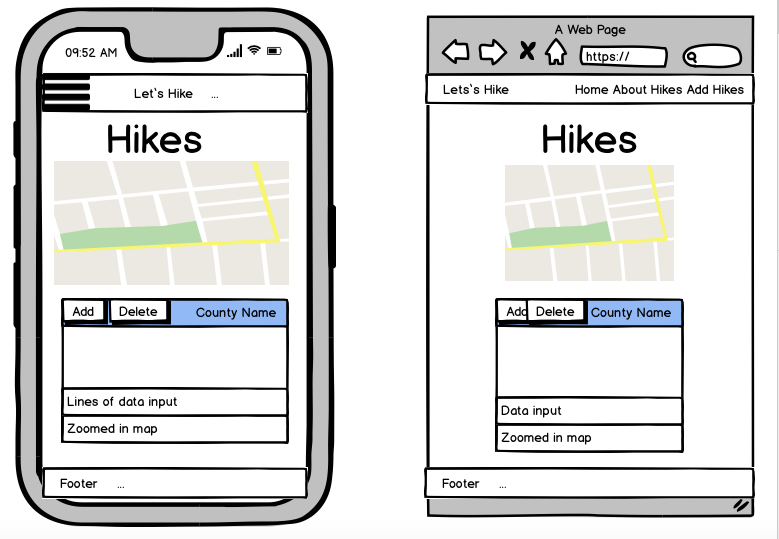 09:52 AM
Let's Hike ...
Hikes
Add Delete County Name
Lines of data input
Zoomed in map
Footer ...
A Web Page
https://
Lets's Hike Home About Hikes Add Hikes
Hikes
Add Delete County Name
Data input
Zoomed in map
Footer ...